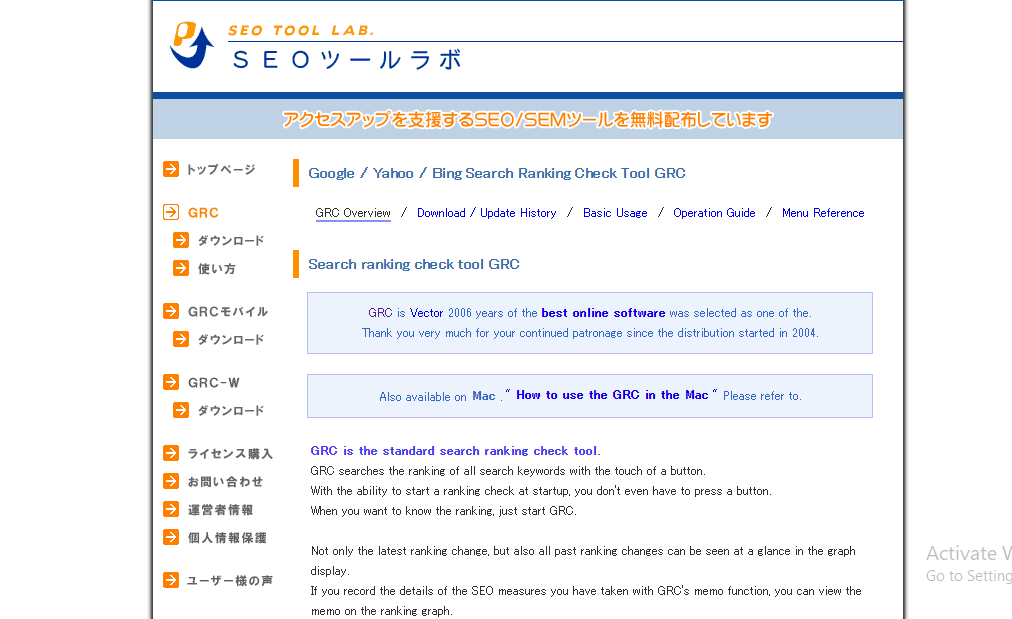 SEO TOOL LAB.
ＳＥＯツールラボ
アクセスアップを支援するSEO/SEMツールを無料配布しています
トップページ
GRC
ダウンロード
使い方
GRCモバイル
ダウンロード
GRC-W
ダウンロード
ライセンス購入
お問い合わせ
運営者情報
個人情報保護
ユーザー様の声
Google / Yahoo / Bing Search Ranking Check Tool GRC
GRC Overview / Download / Update History / Basic Usage / Operation Guide / Menu Reference
Search ranking check tool GRC
GRC is Vector 2006 years of the best online software was selected as one of the.
Thank you very much for your continued patronage since the distribution started in 2004.
Also available on Mac . “ How to use the GRC in the Mac ” Please refer to.
GRC is the standard search ranking check tool.
GRC searches the ranking of all search keywords with the touch of a button.
With the ability to start a ranking check at startup, you don't even have to press a button.
When you want to know the ranking, just start GRC.
Not only the latest ranking change, but also all past ranking changes can be seen at a glance in the graph
display.
If you record the details of the SEO measures you have taken with GRC's memo function, you can view the
memo on the ranking graph.
Activate
Go to Setting